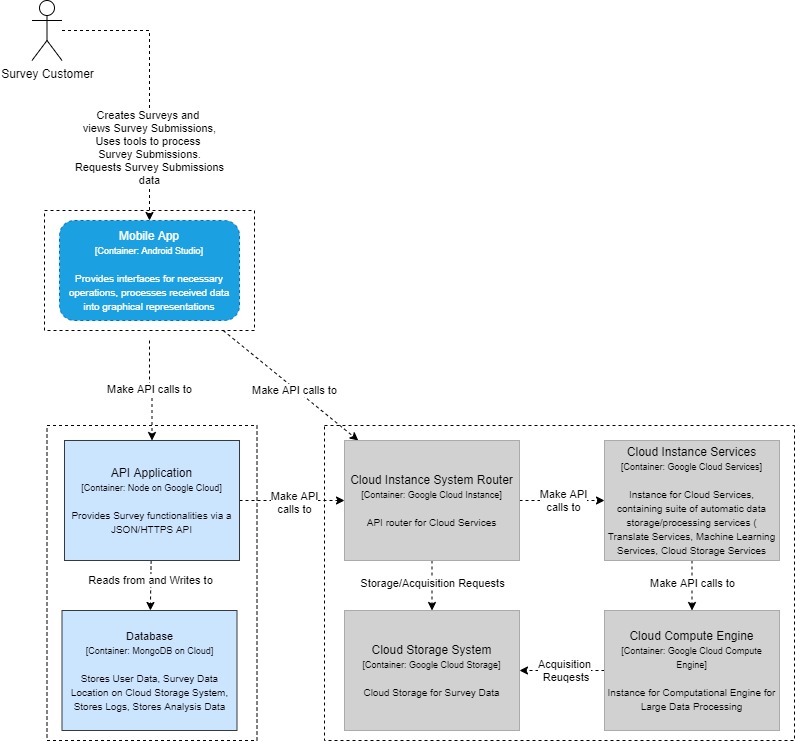 Survey Customer
Creates Surveys and
views Survey Submissions,
Uses tools to process
Survey Submissions.
Requests Survey Submissions
data
Mobile App
[Container: Android Studio]
Provides interfaces for necessary
operations, processes received data
into graphical representations
Make API calls to
Make API calls to
API Application
[Container: Node on Google Cloud]
Provides Survey functionalities via a
JSON/HTTPS API
Make API
calls to
Cloud Instance System Router
[Container: Google Cloud Instance]
API router for Cloud Services
Make API
calls to
Cloud Instance Services
[Container: Google Cloud Services]
Instance for Cloud Services,
containing suite of automatic data
storage/processing services (
Translate Services, Machine Learning
Services, Cloud Storage Services
Reads from and Writes to
Storage/Acquisition Requests
Make API calls to
Database
[Container: MongoDB on Cloud]
Stores User Data, Survey Data
Location on Cloud Storage System,
Stores Logs, Stores Analysis Data
Cloud Storage System
[Container: Google Cloud Storage]
Cloud Storage for Survey Data
Acquisition
Reuqests
Cloud Compute Engine
[Container: Google Cloud Compute
Engine]
Instance for Computational Engine for
Large Data Processing